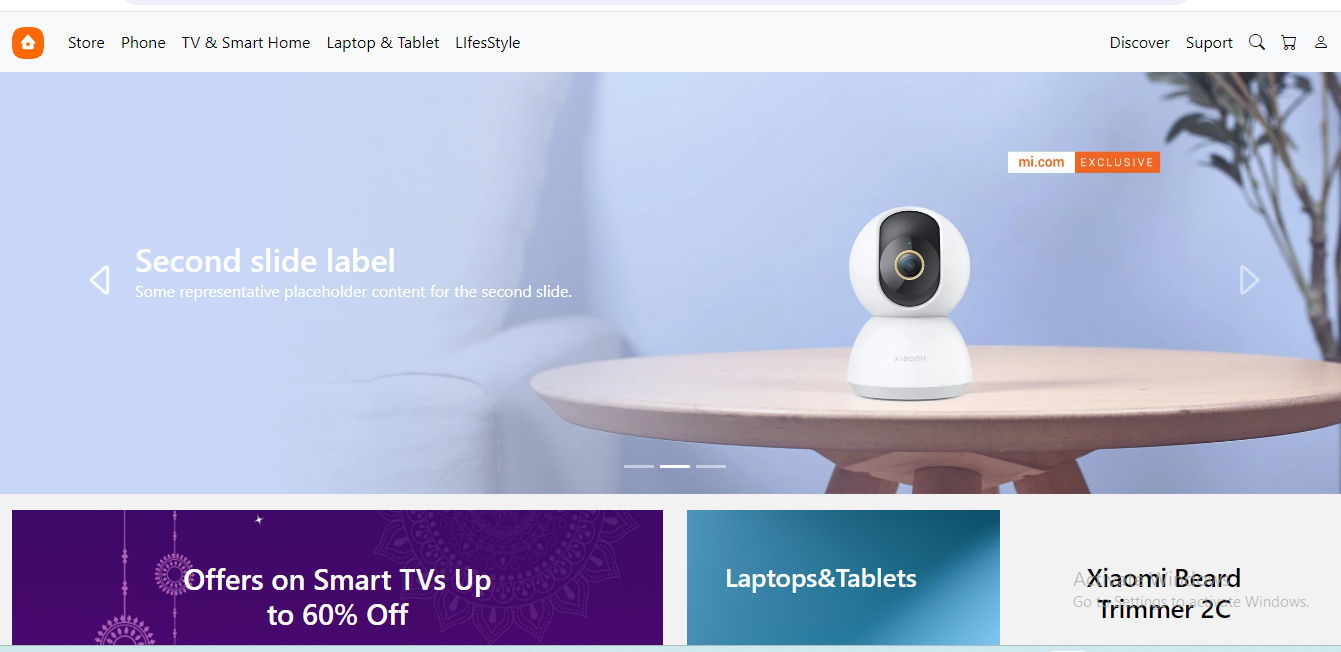 Store Phone TV & Smart Home Laptop & Tablet LIfesStyle Discover Suport
mi.com EXCLUSIVE
Second slide label
Some representative placeholder content for the second slide.
xiaomi
Offers on Smart TVs Up
to 60% Off
Laptops&Tablets
Xiaomi Beard
Trimmer 2C
Activate Windows
Go to Settings to activate Windows.